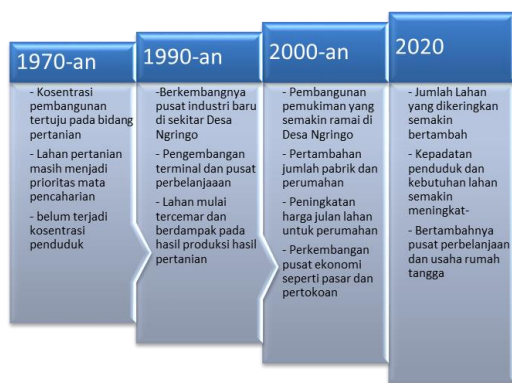 1970-an
- Kosentrasi
pembangunan
tertuju pada bidang
pertanian
- Lahan pertanian
masih menjadi
prioritas mata
pencaharian
- belum terjadi
kosentrasi
penduduk
1990-an
-Berkembangnya
pusat industri baru
di sekitar Desa
Ngringo
- Pengembangan
terminal dan pusat
perbelanjaaan
- Lahan mulai
tercemar dan
berdampak pada
hasil produksi hasil
pertanian
2000-an
- Pembangunan
pemukiman yang
semakin ramai di
Desa Ngringo
- Pertambahan
jumlah pabrik dan
perumahan
- Peningkatan
harga julan lahan
untuk perumahan
- Perkembangan
pusat ekonomi
seperti pasar dan
pertokoan
2020
- Jumlah Lahan
yang dikeringkan
semakin
bertambah
- Kepadatan
penduduk dan
kebutuhan lahan
semakin
meningkat-
- Bertambahnya
pusat perbelanjaan
dan usaha rumah
tangga